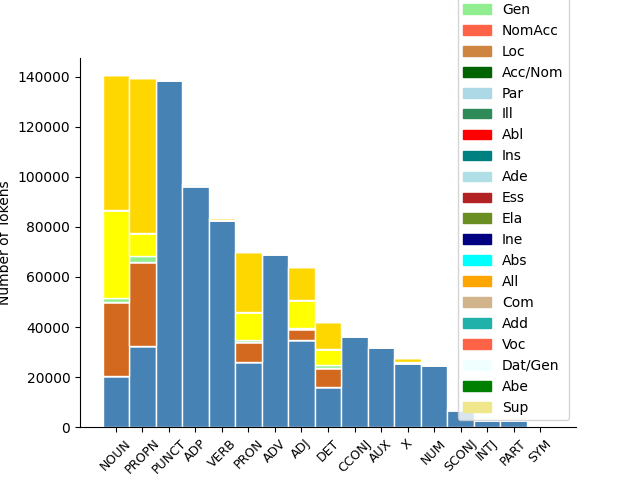 Gen
NomAcc
Loc
Acc/Nom
Par
Ill
Abl
Ins
Ade
Ess
Ela
Ine
Abs
All
Com
Add
Voc
Dat/Gen
Abe
Sup
140000
120000
100000
80000
60000
40000
20000
0
Number of Tokens
NOUN
PROPN
PUNCT
ADP
VERB
PRON
ADV
ADJ
DET
CCONJ
AUX
X
NUM
SCONJ
INTJ
PART
SYM